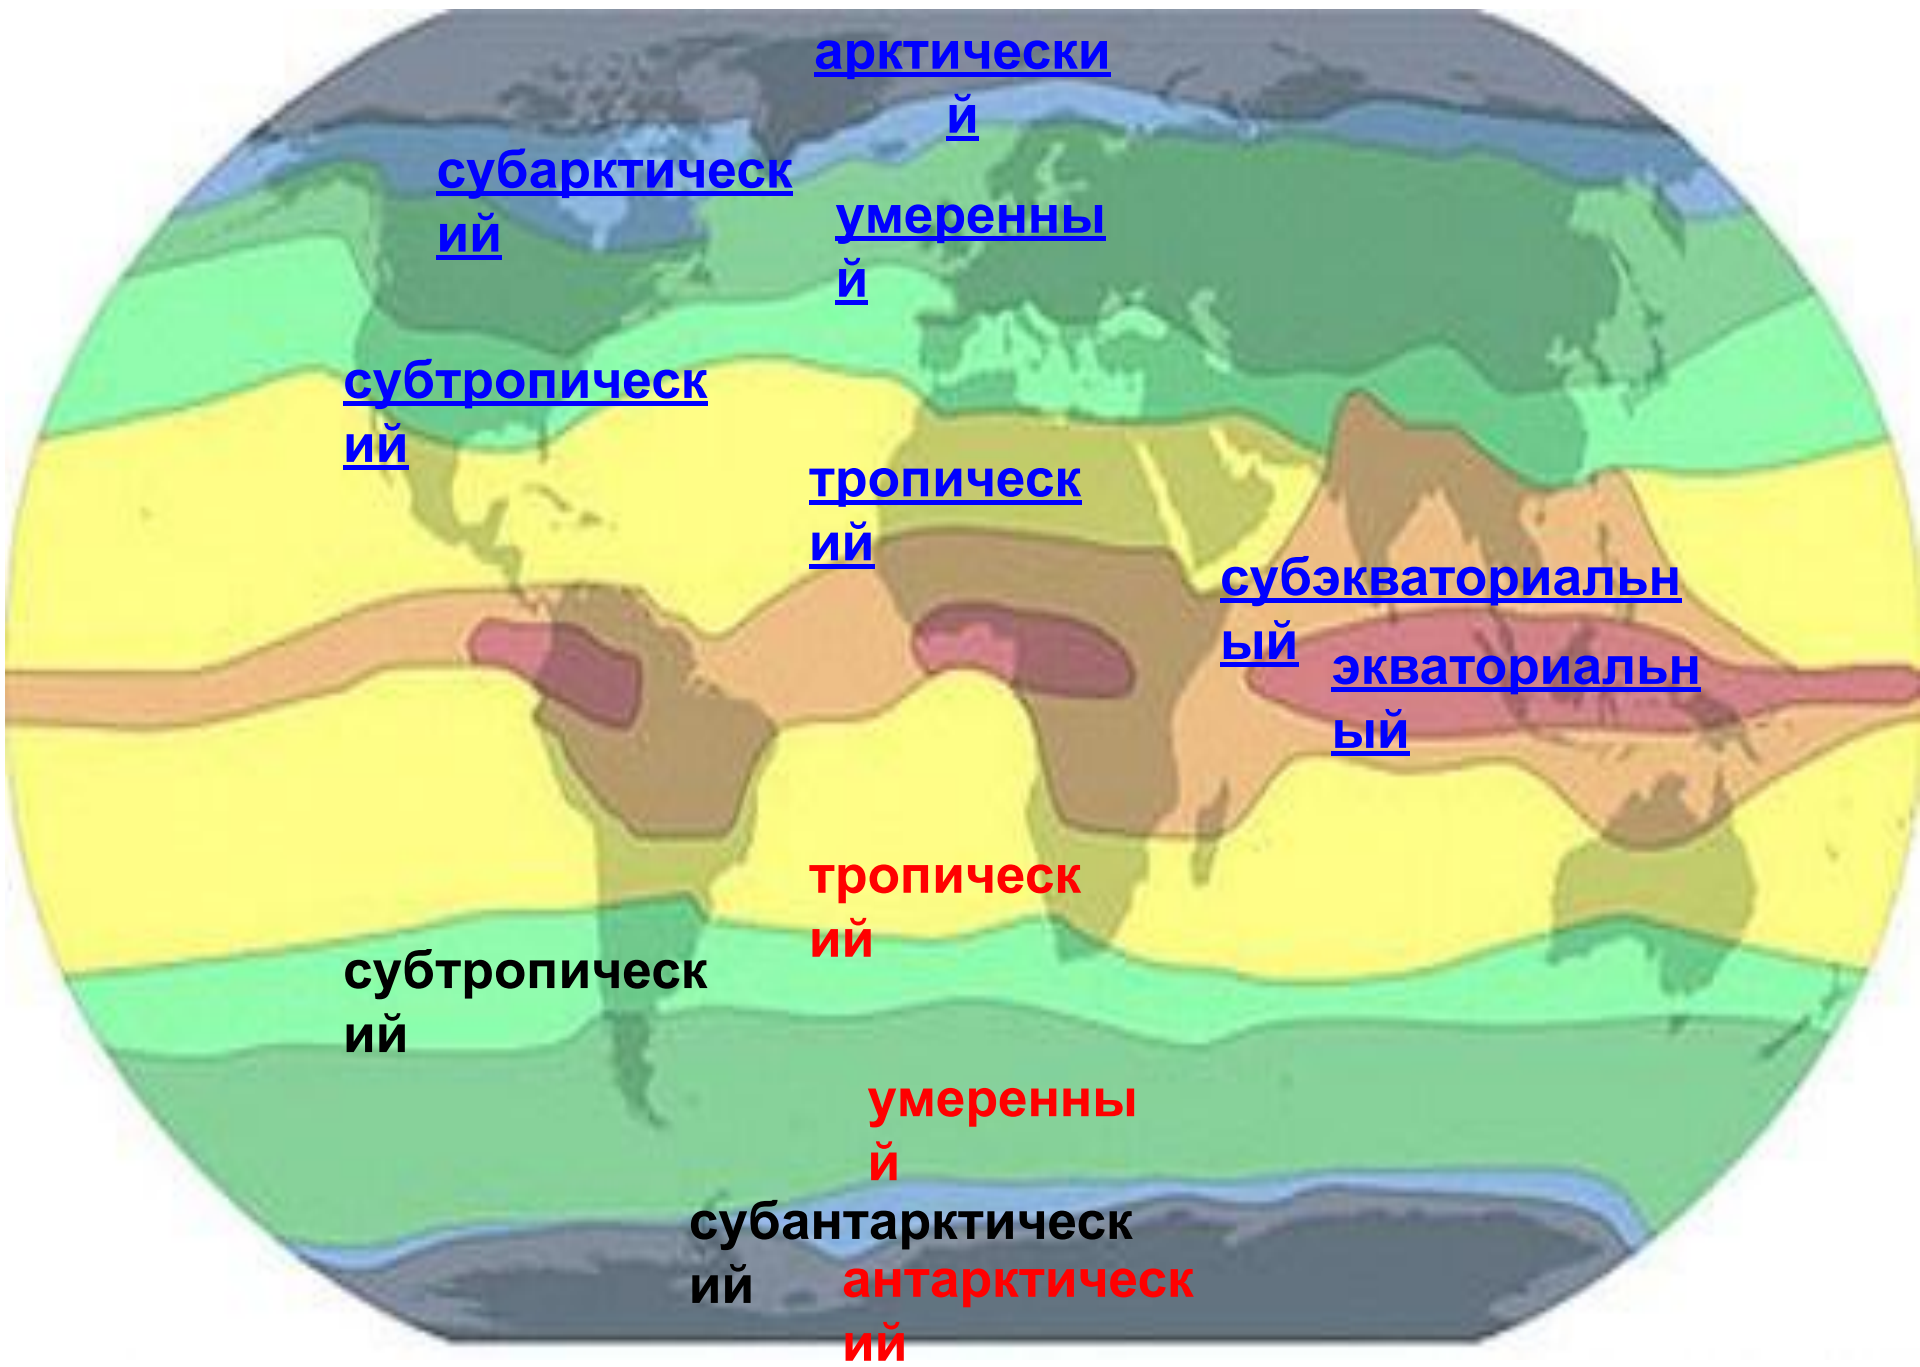 арктически
й
субарктическ
ий
умеренны
й
субтропическ
ий
тропическ
ий
субэкваториальн
ый
экваториальн
ый
тропическ
ий
субтропическ
ий
умеренны
й
субантарктическ
ий
антарктическ
ий